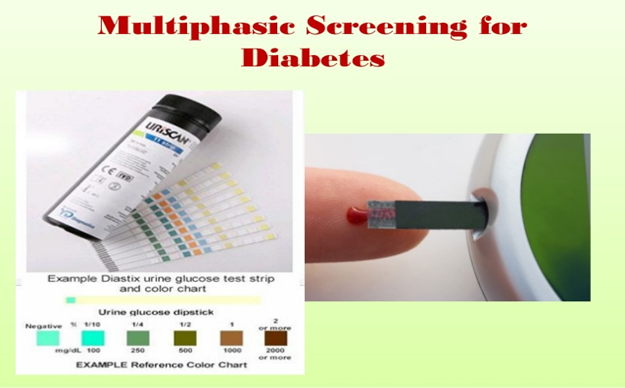 Multiphasic Screening for
Diabetes
URiSCAN
Example Diastix urine glucose test strip
and color chart
Urine glucose dipstick
Negative % 1/10 1/4 1/2 1 2 or more
mg/dL 100 250 500 1000 2000 or more
EXAMPLE Reference Color Chart